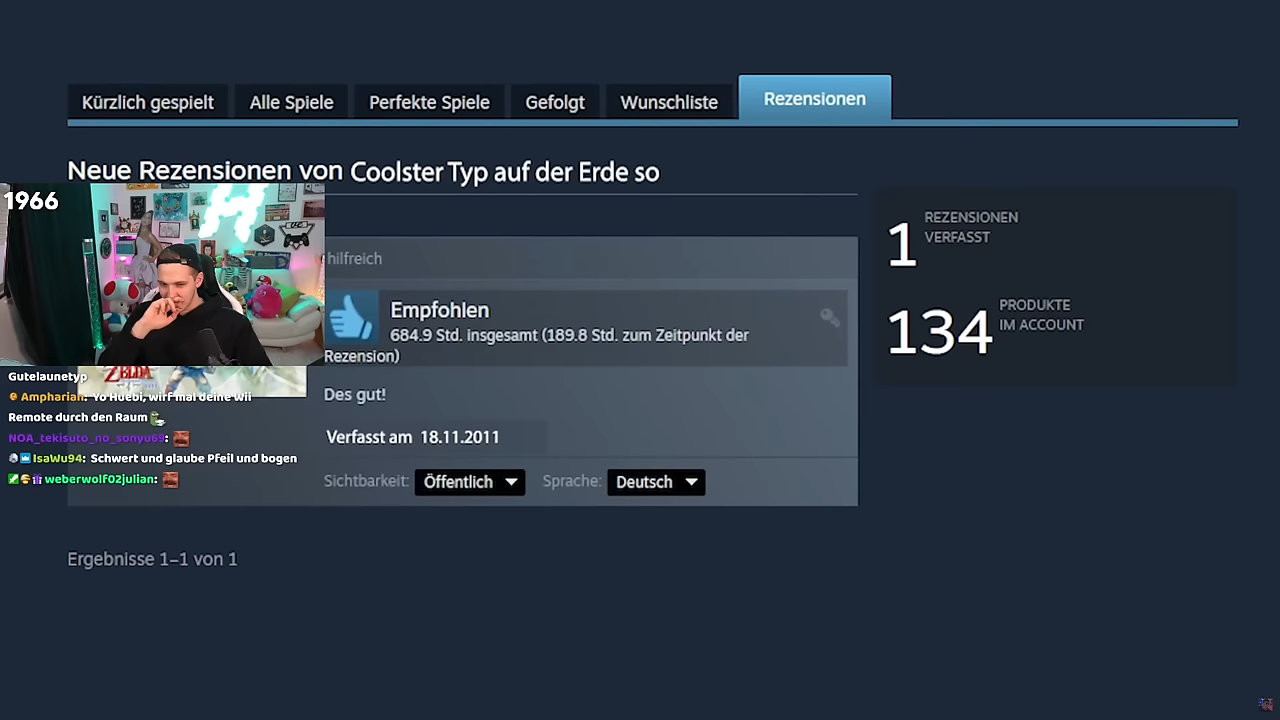 Kürzlich gespielt
Alle Spiele
Perfekte Spiele
Gefolgt
Wunschliste
Rezensionen
Neue Rezensionen von Coolster Typ auf der Erde so
1966
hilfreich
Empfohlen
684.9 Std. insgesamt (189.8 Std. zum Zeitpunkt der
Rezension)
Des gut!
Verfasst am 18.11.2011
Sichtbarkeit: Öffentlich Sprache: Deutsch
1 REZENSIONEN
VERFASST
134 PRODUKTE
IM ACCOUNT
ZELDA
Gutelaunetyp
Ampharian: Yo Huebi, wirf mal deine Wii
Remote durch den Raum
NOA_tekisuto_no_sonyu69:
IsaWu94: Schwert und glaube Pfeil und bogen
weberwolf02julian:
Ergebnisse 1–1 von 1